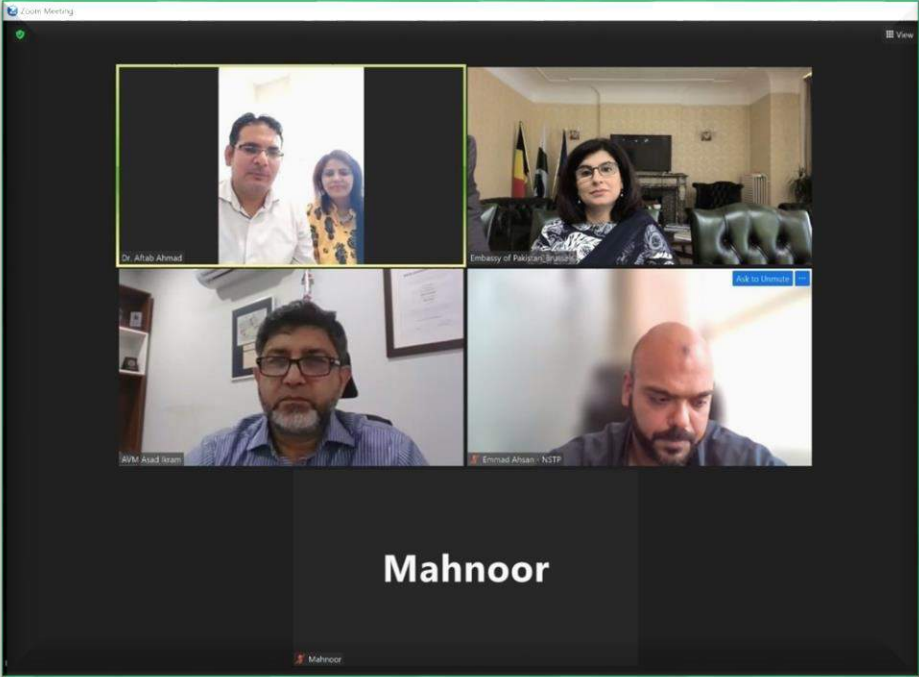 Zoom Meeting
View
Dr. Aftab Ahmad
Embassy of Pakistan, Brussels
Ask to Unmute
AVM Asad Ikram
Emmad Ahsan - NSTP
Mahnoor
Mahnoor